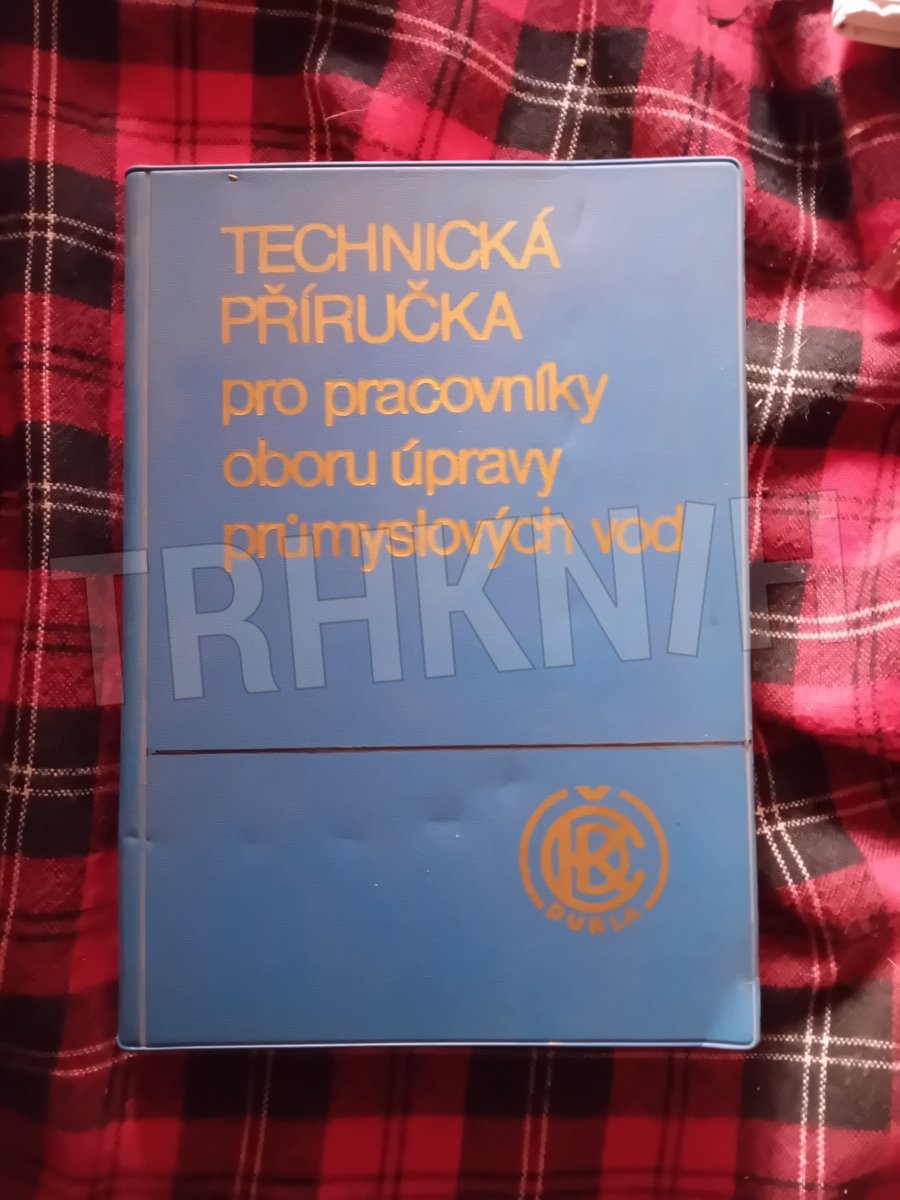 TECHNICKÁ
PŘÍRUČKA
pro pracovníky
oboru úpravy
průmyslových vod
TRHKNIH
ČKD
DUKLA